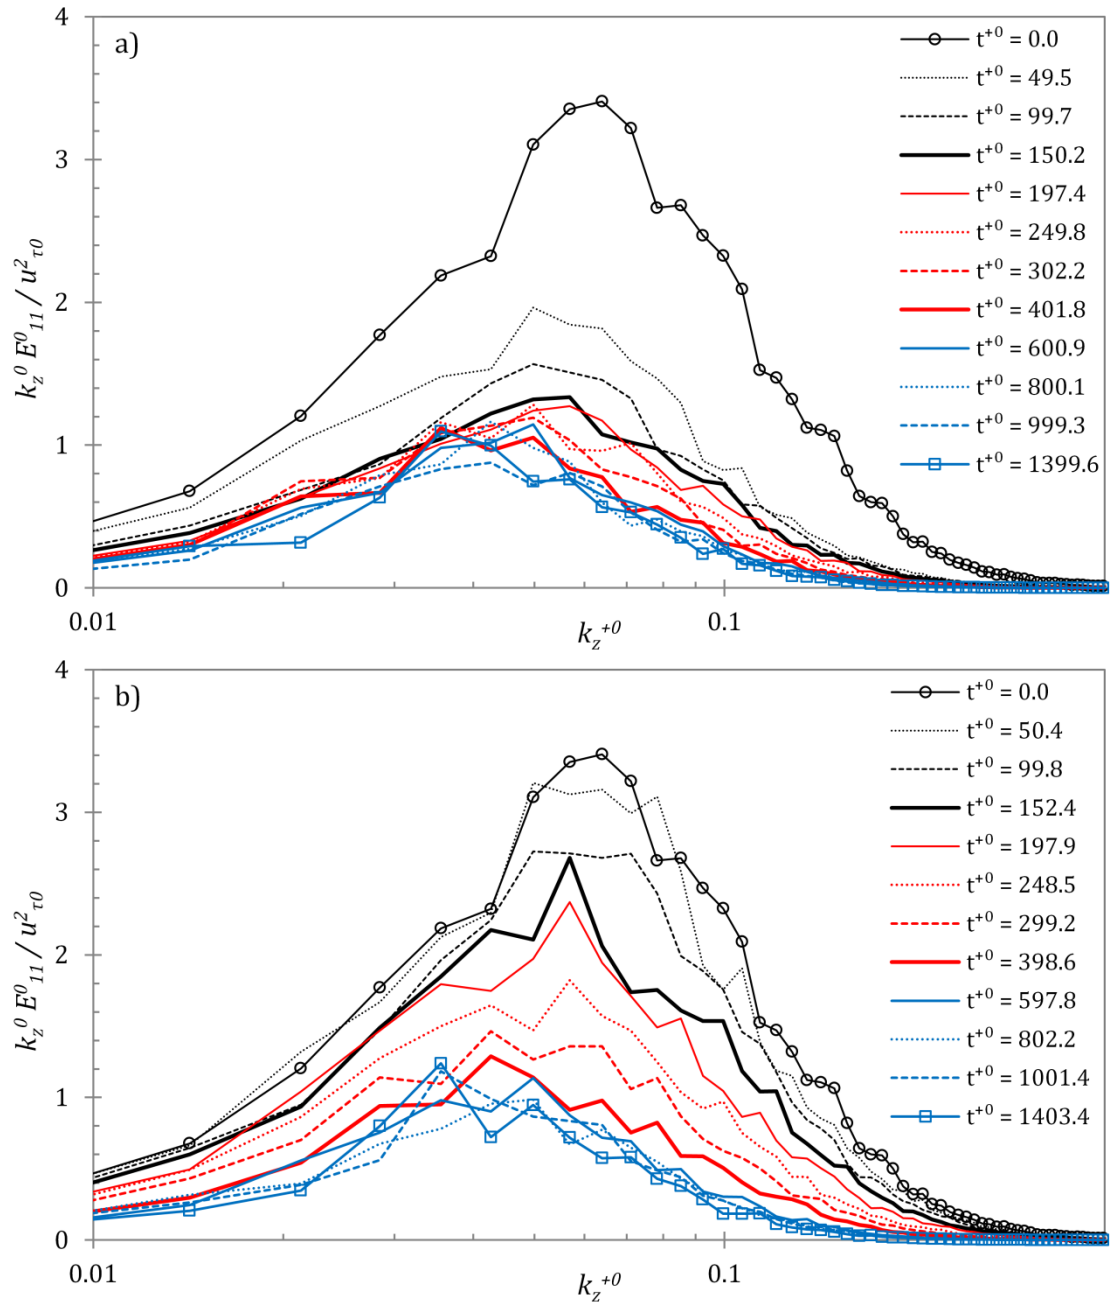 a)
k_z^0 E^0_11 / u^2_τ0
4
3
2
1
0
0.01
0.1
k_z^+0
t^+0 = 0.0
t^+0 = 49.5
t^+0 = 99.7
t^+0 = 150.2
t^+0 = 197.4
t^+0 = 249.8
t^+0 = 302.2
t^+0 = 401.8
t^+0 = 600.9
t^+0 = 800.1
t^+0 = 999.3
t^+0 = 1399.6
b)
k_z^0 E^0_11 / u^2_τ0
4
3
2
1
0
0.01
0.1
k_z^+0
t^+0 = 0.0
t^+0 = 50.4
t^+0 = 99.8
t^+0 = 152.4
t^+0 = 197.9
t^+0 = 248.5
t^+0 = 299.2
t^+0 = 398.6
t^+0 = 597.8
t^+0 = 802.2
t^+0 = 1001.4
t^+0 = 1403.4